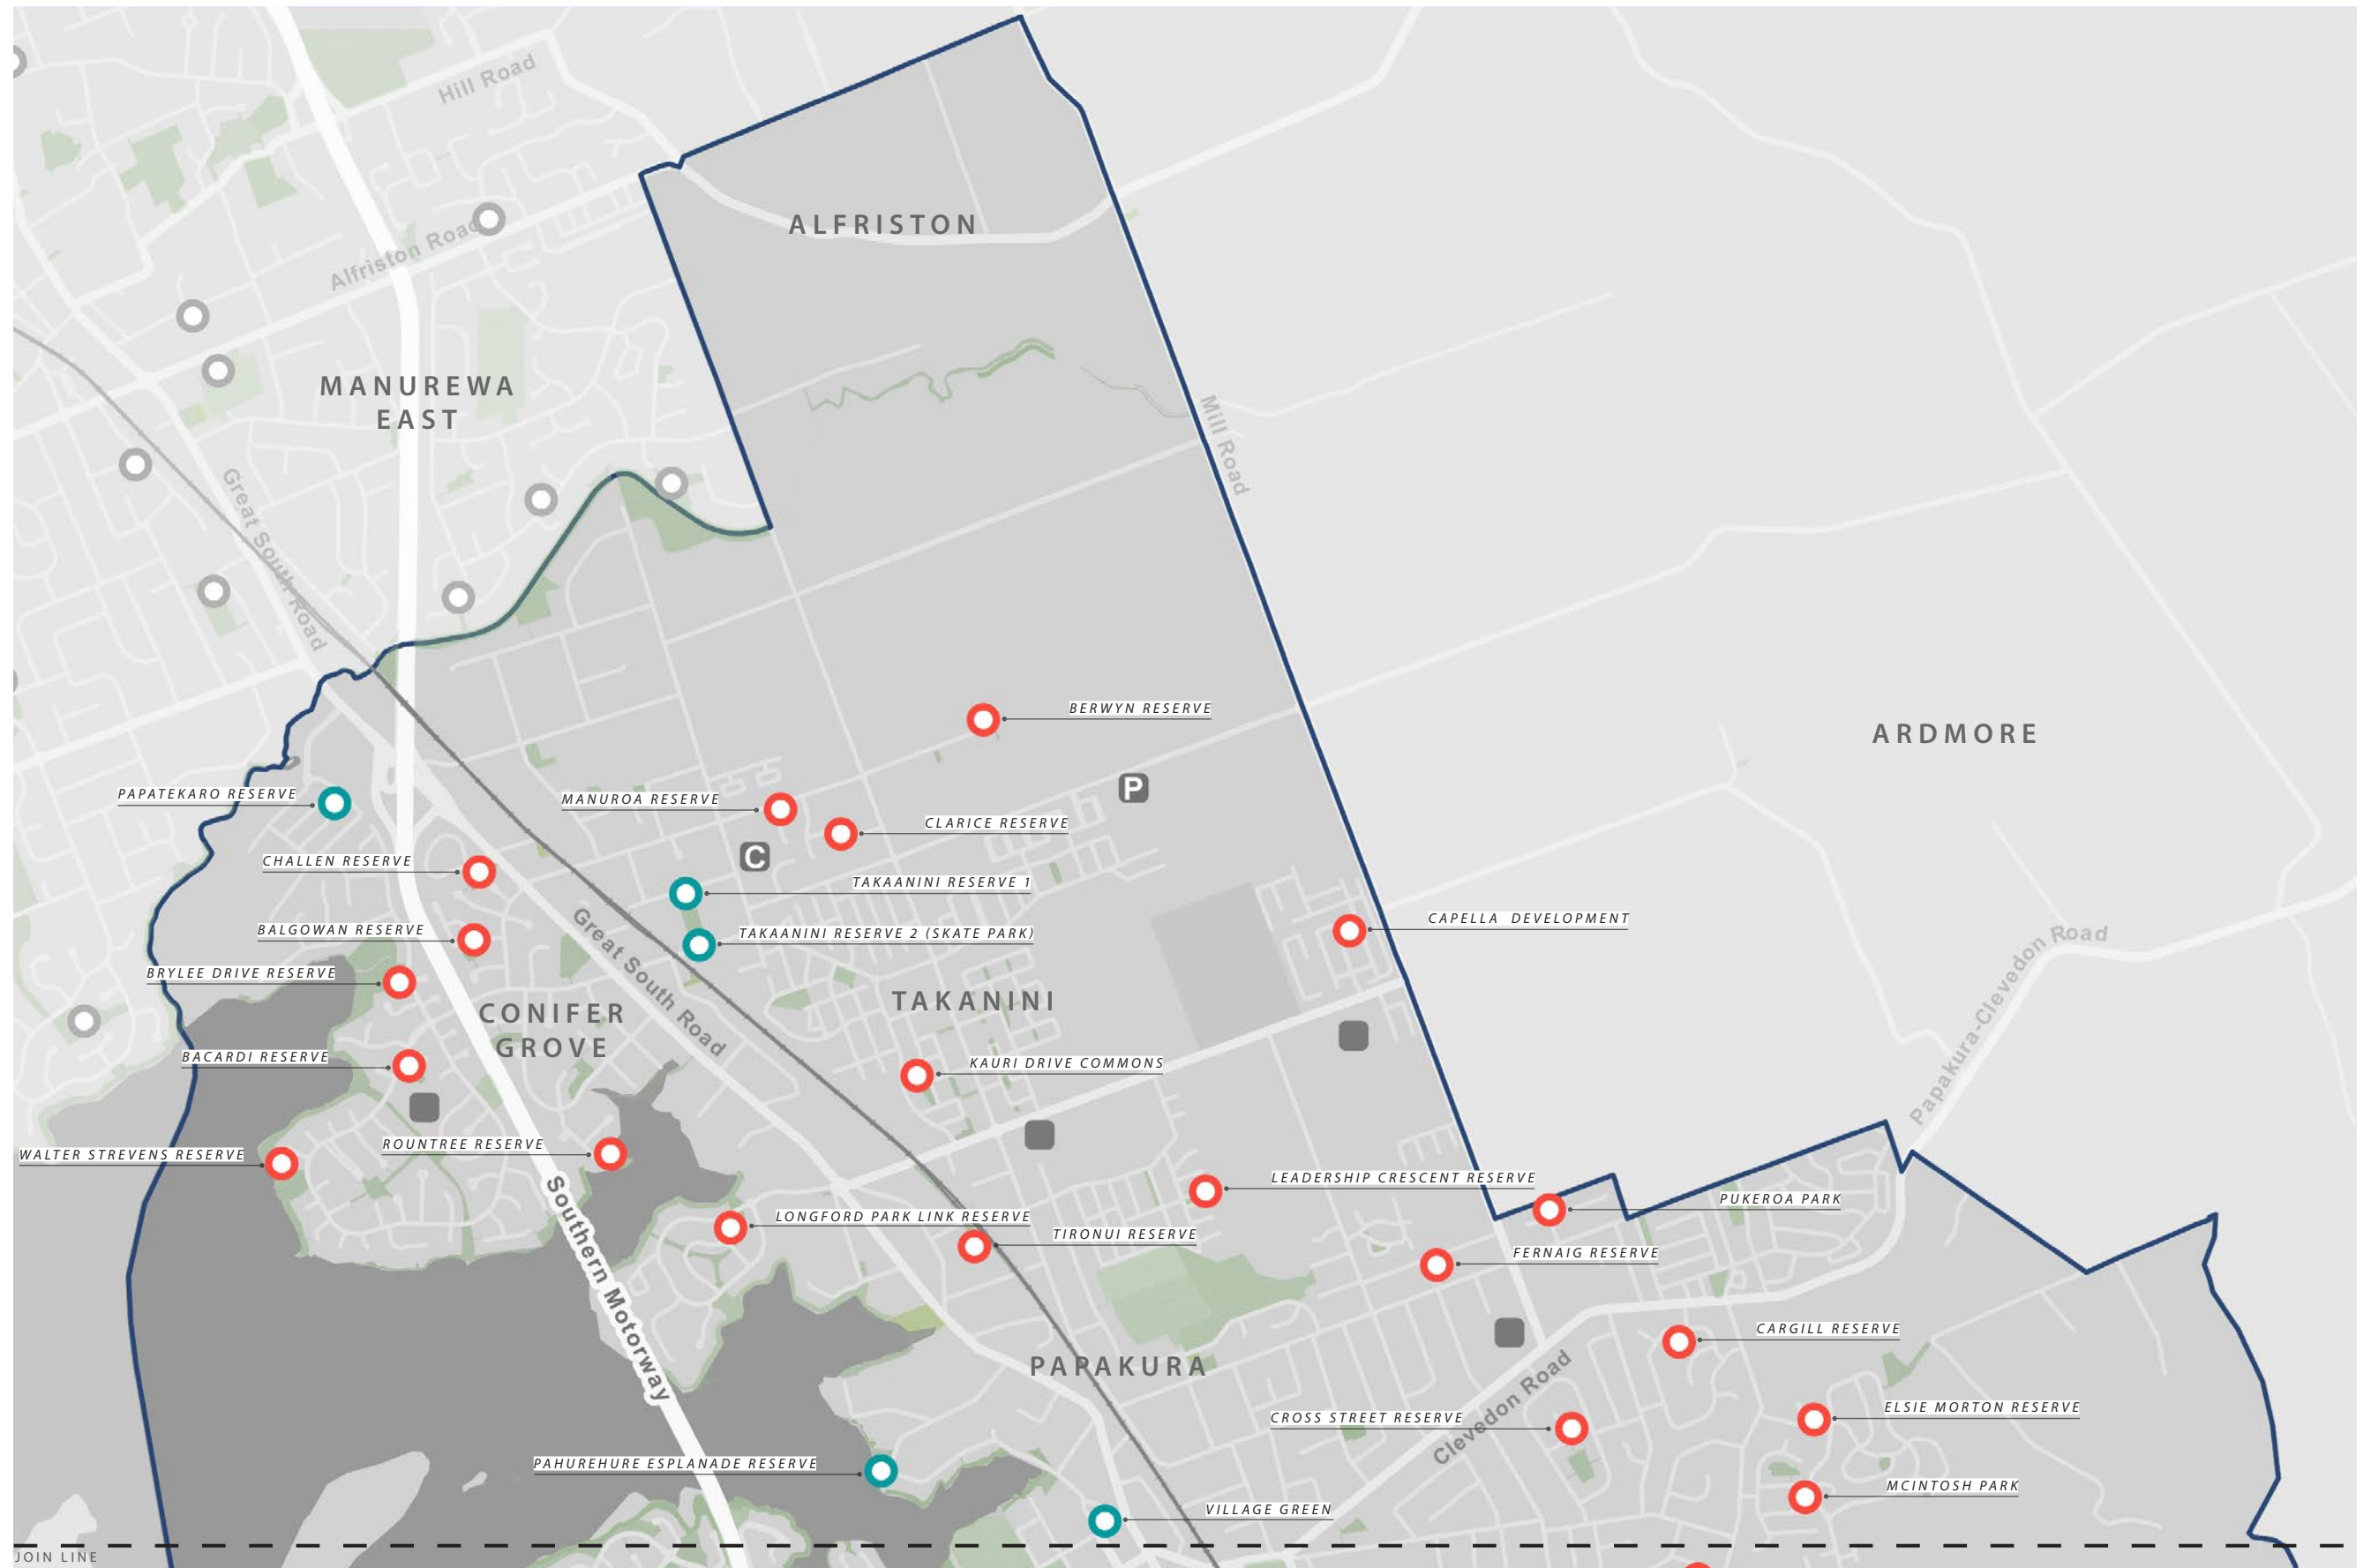 Hill Road
ALFRISTON
Alfriston Road
MANUREWA
EAST
Mill Road
Great South Road
BERWYN RESERVE
ARDMORE
P
PAPATEKARO RESERVE
MANUROA RESERVE
CLARICE RESERVE
C
CHALLEN RESERVE
TAKAANINI RESERVE 1
CAPELLA DEVELOPMENT
BALGOWAN RESERVE
TAKAANINI RESERVE 2 (SKATE PARK)
Great South Road
Papakura-Clevedon Road
BRYLEE DRIVE RESERVE
TAKANINI
CONIFER
GROVE
BACARDI RESERVE
KAURI DRIVE COMMONS
WALTER STREVENS RESERVE
ROUNTREE RESERVE
LEADERSHIP CRESCENT RESERVE
PUKEROA PARK
LONGFORD PARK LINK RESERVE
TIRONUI RESERVE
FERNAIG RESERVE
Southern Motorway
CARGILL RESERVE
PAPAKURA
Clevedon Road
CROSS STREET RESERVE
ELSIE MORTON RESERVE
PAHUREHURE ESPLANADE RESERVE
MCINTOSH PARK
VILLAGE GREEN
JOIN LINE